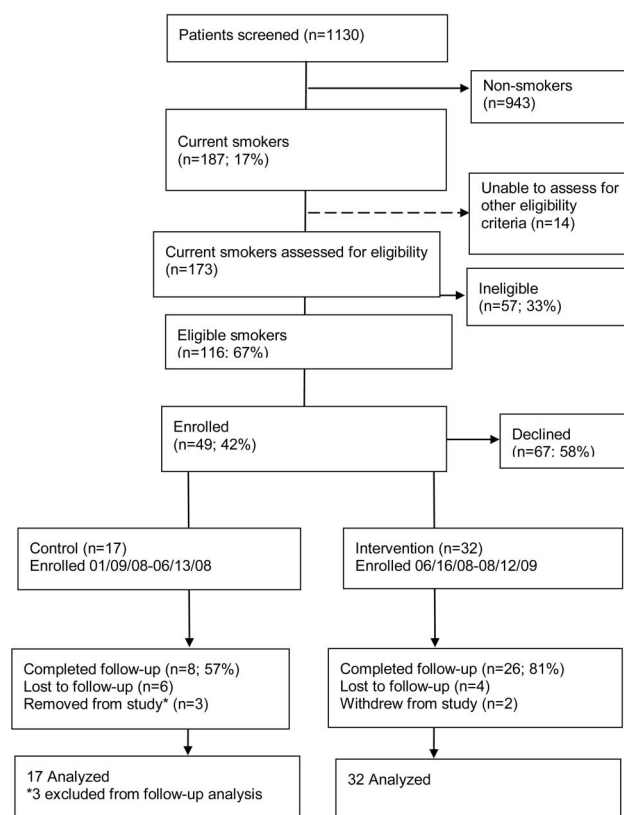 Patients screened (n=1130)
Non-smokers
(n=943)
Current smokers
(n=187; 17%)
Unable to assess for
other eligibility
criteria (n=14)
Current smokers assessed for eligibility
(n=173)
Ineligible
(n=57; 33%)
Eligible smokers
(n=116: 67%)
Enrolled
(n=49; 42%)
Declined
(n=67: 58%)
Control (n=17)
Enrolled 01/09/08-06/13/08
Intervention (n=32)
Enrolled 06/16/08-08/12/09
Completed follow-up (n=8; 57%)
Lost to follow-up (n=6)
Removed from study* (n=3)
Completed follow-up (n=26; 81%)
Lost to follow-up (n=4)
Withdrew from study (n=2)
17 Analyzed
*3 excluded from follow-up analysis
32 Analyzed